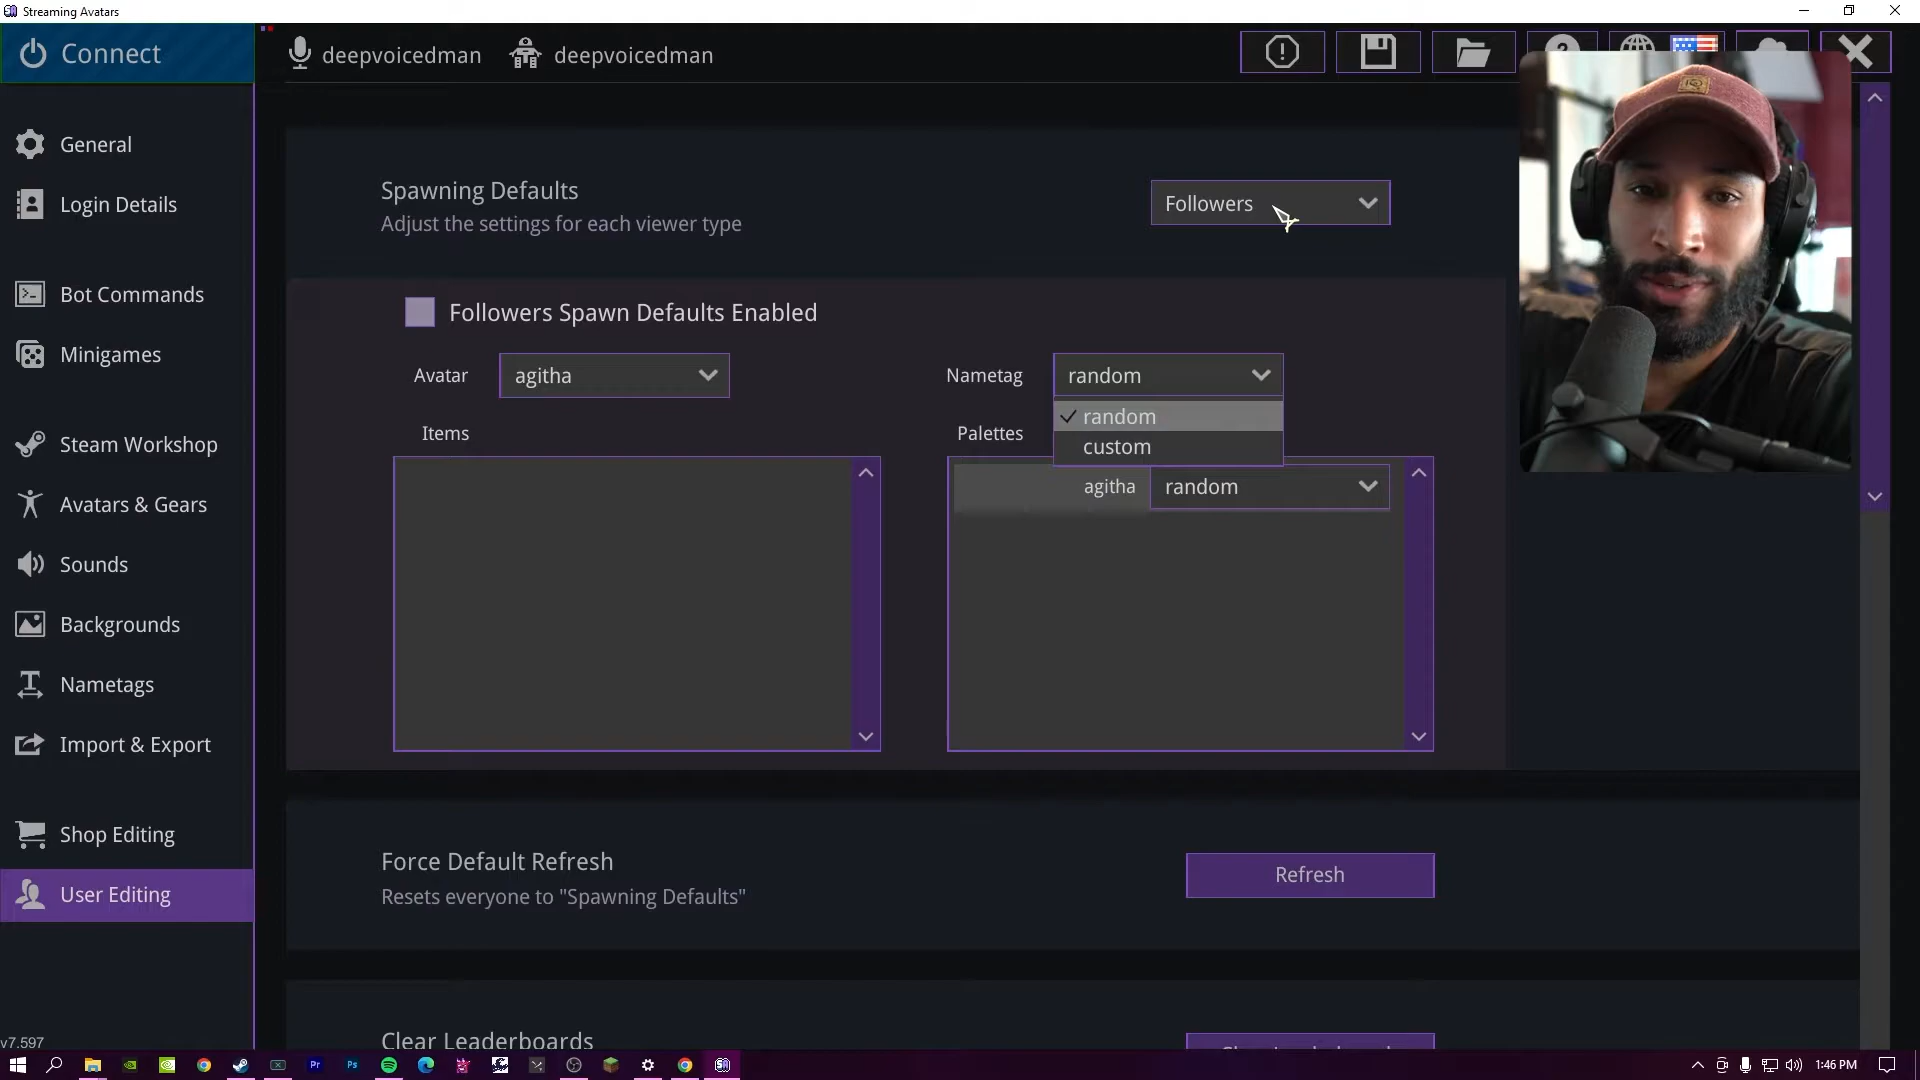 Streaming Avatars
Connect
deepvoicedman
deepvoicedman
General
Login Details
Bot Commands
Minigames
Steam Workshop
Avatars & Gears
Sounds
Backgrounds
Nametags
Import & Export
Shop Editing
User Editing
v7.597
Spawning Defaults
Adjust the settings for each viewer type
Followers
Followers Spawn Defaults Enabled
Avatar
agitha
Nametag
random
random
custom
Items
Palettes
agitha
random
Force Default Refresh
Resets everyone to "Spawning Defaults"
Refresh
Clear Leaderboards
Pr
Ps
1:46 PM